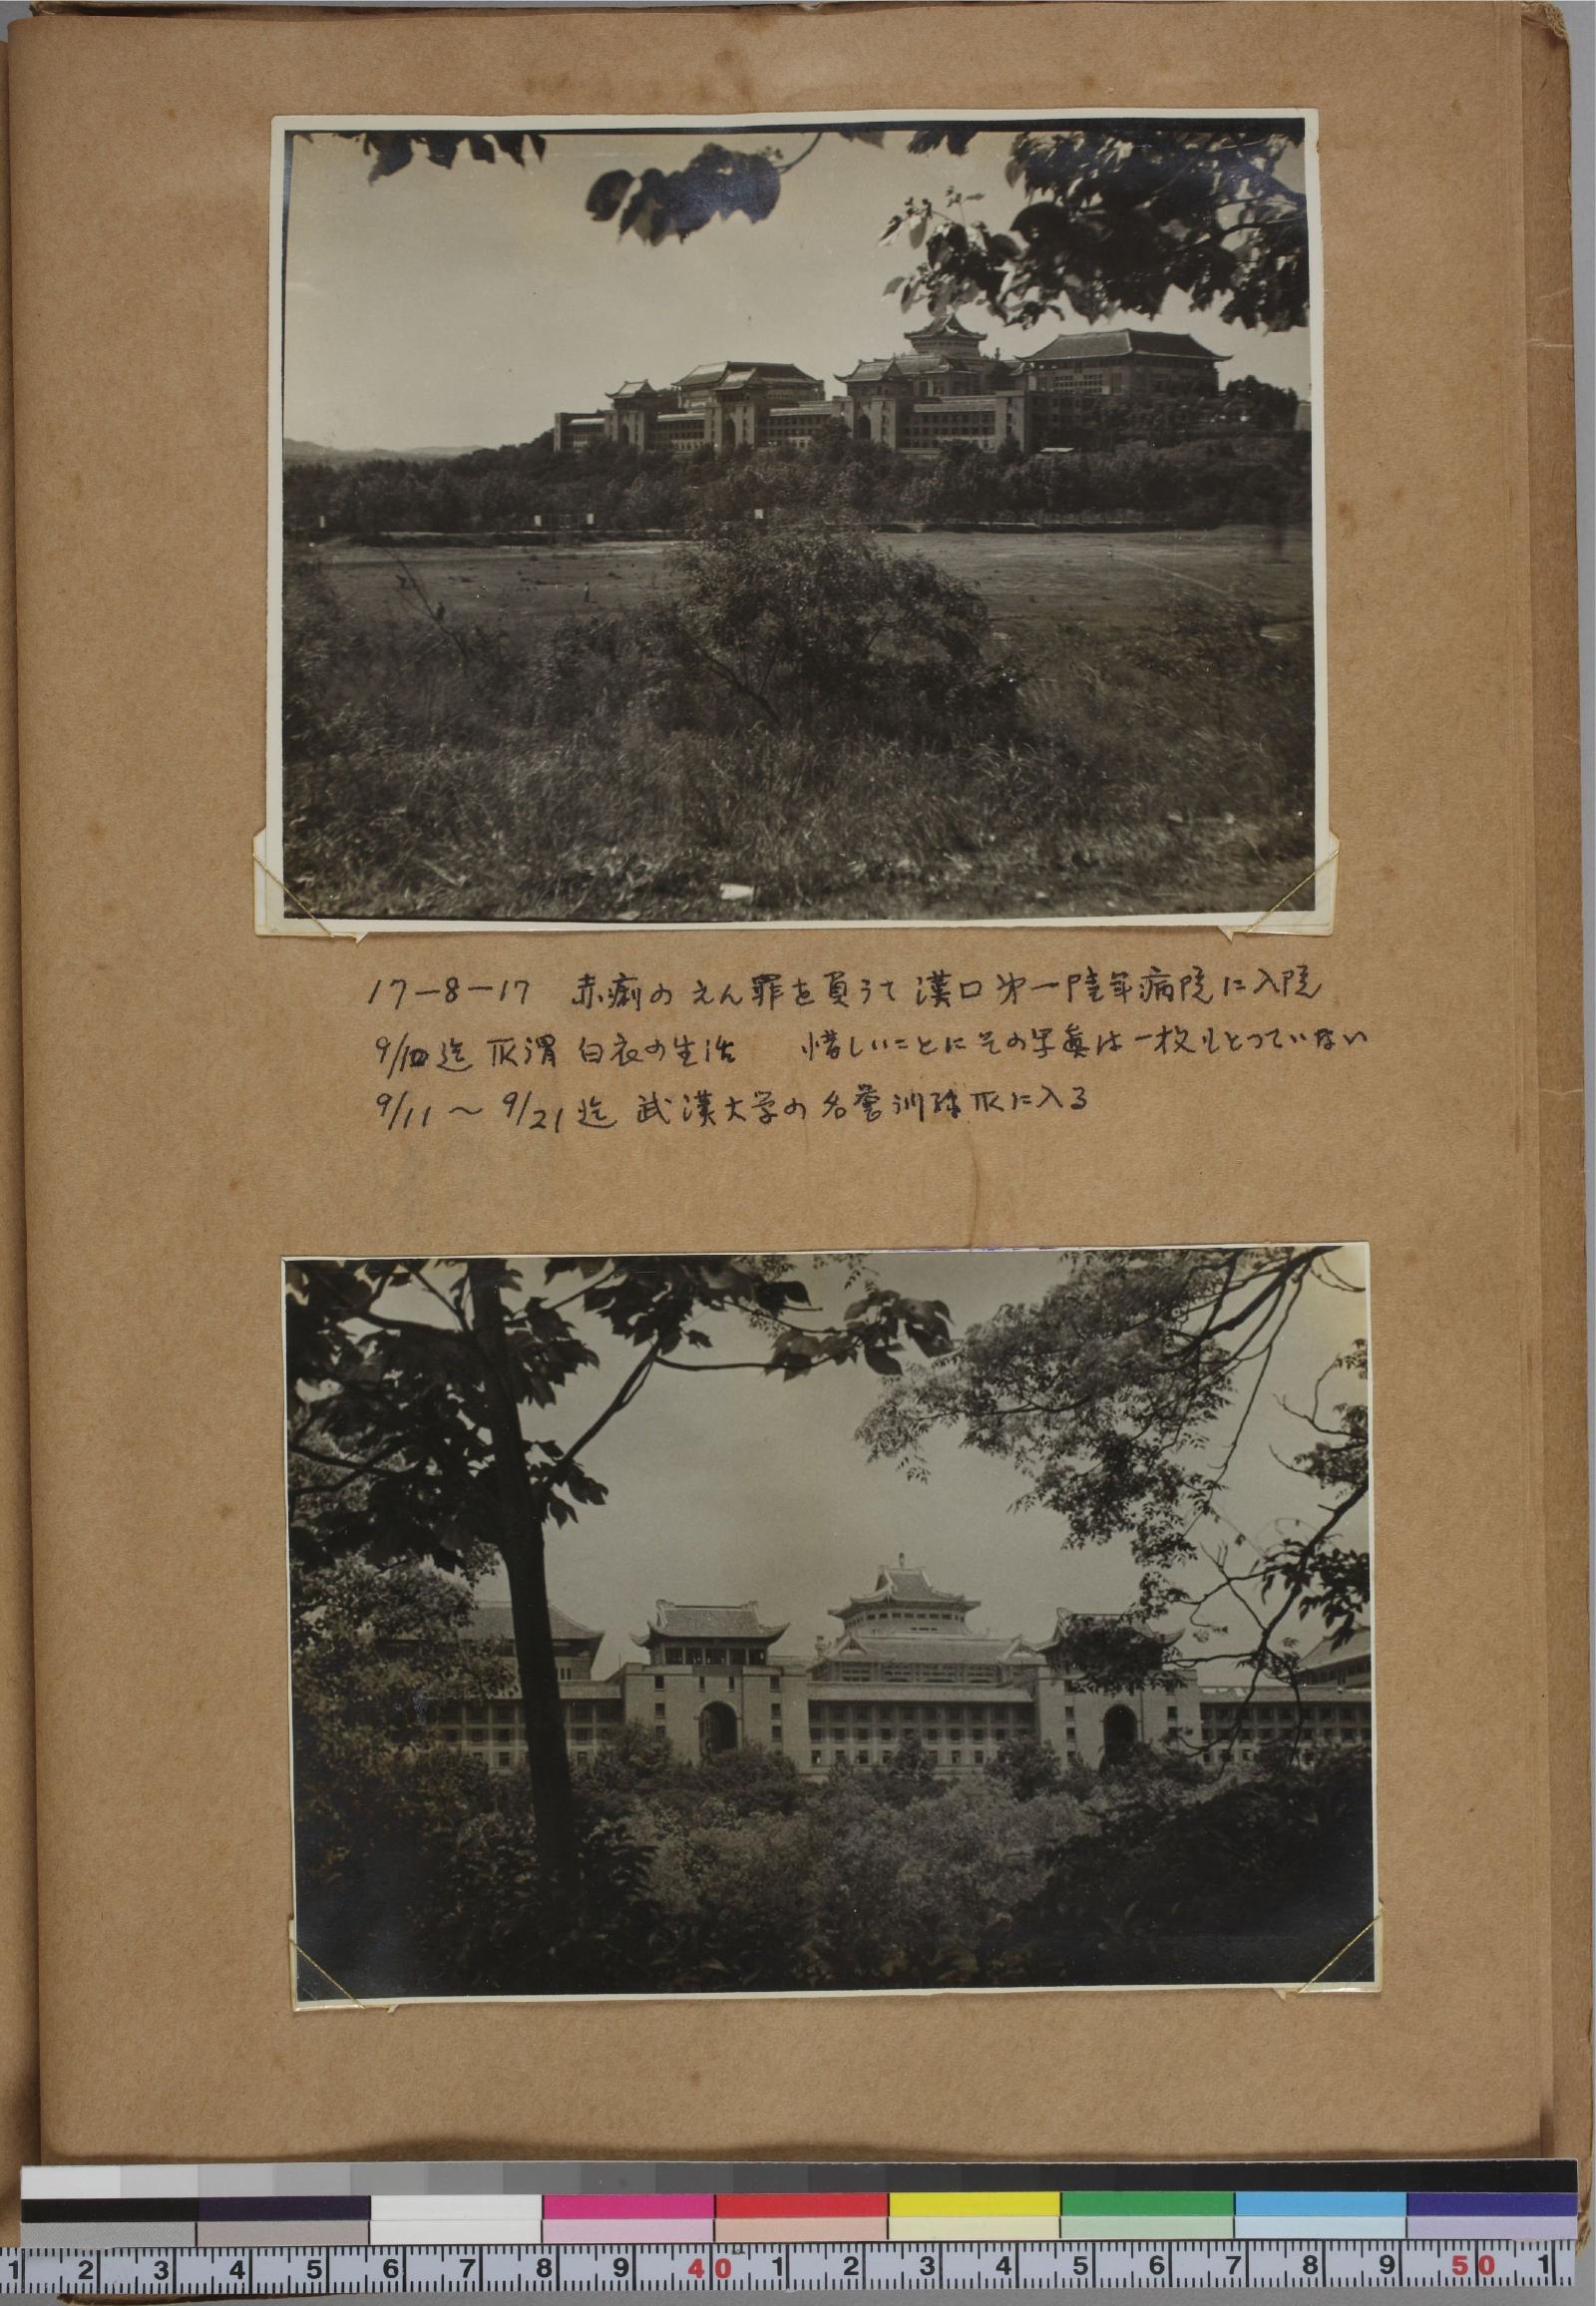 17-8-17 赤痢のえん罪を負うて漢口第一陸軍病院に入院
9/10迄 所謂 白衣の生活 惜しいことにその写真は一枚もとっていない
9/11～9/21迄 武漢大学の名誉訓練所に入る
1 2 3 4 5 6 7 8 9 40 1 2 3 4 5 6 7 8 9 50 1